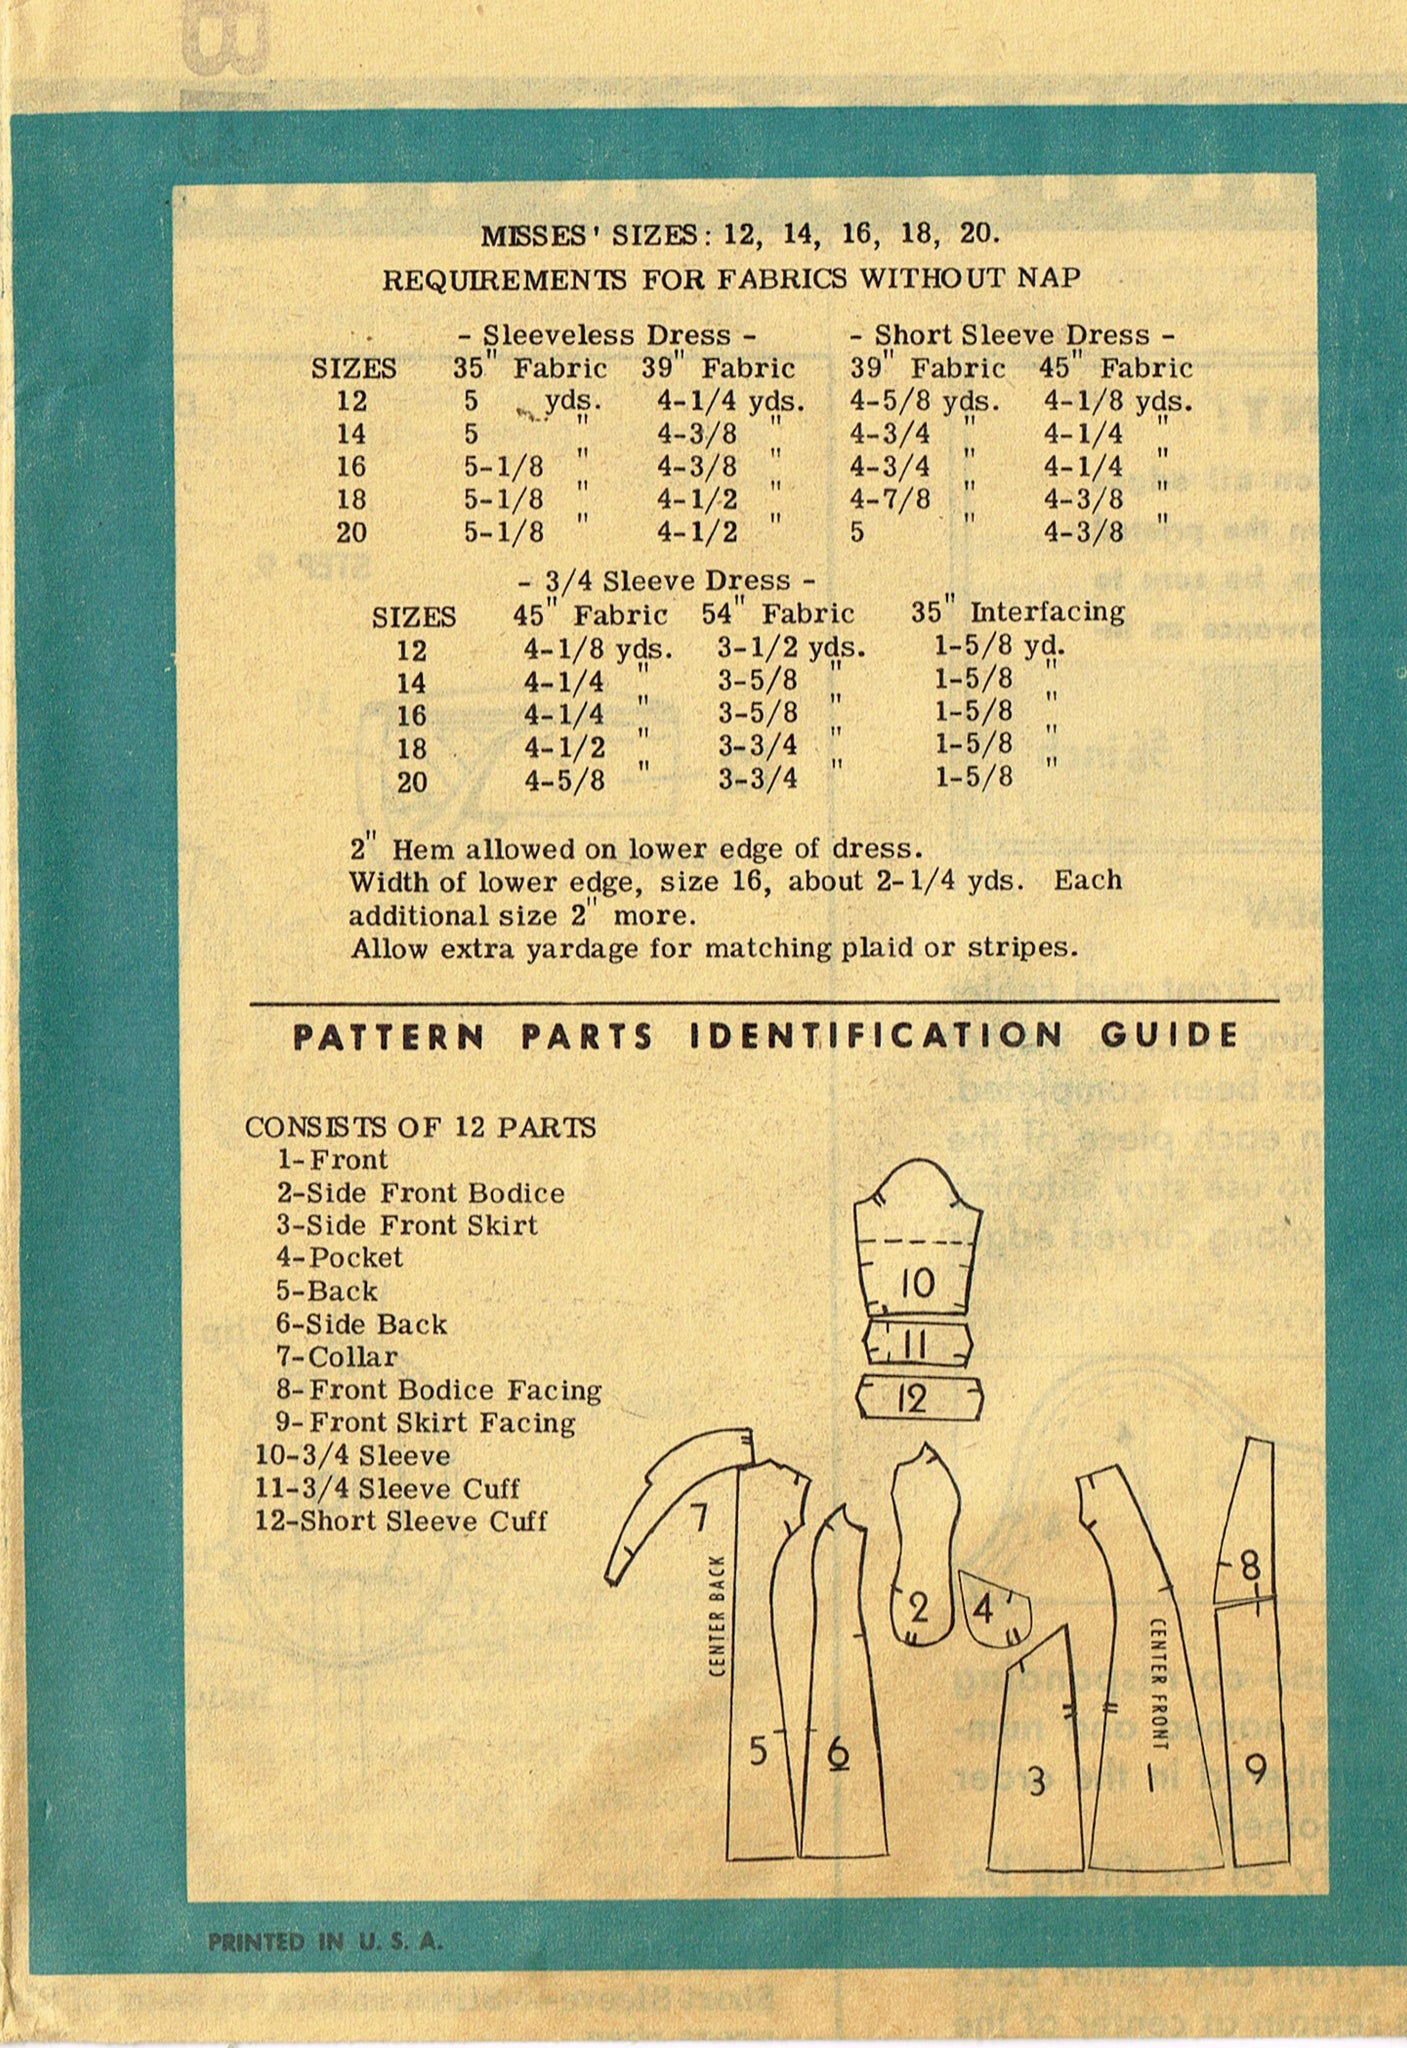 MISSES' SIZES: 12, 14, 16, 18, 20.
REQUIREMENTS FOR FABRICS WITHOUT NAP
- Sleeveless Dress - - Short Sleeve Dress -
SIZES 35" Fabric 39" Fabric 39" Fabric 45" Fabric
12 5 yds. 4-1/4 yds. 4-5/8 yds. 4-1/8 yds.
14 5 " 4-3/8 " 4-3/4 " 4-1/4 "
16 5-1/8 " 4-3/8 " 4-3/4 " 4-1/4 "
18 5-1/8 " 4-1/2 " 4-7/8 " 4-3/8 "
20 5-1/8 " 4-1/2 " 5 " 4-3/8 "
- 3/4 Sleeve Dress -
SIZES 45" Fabric 54" Fabric 35" Interfacing
12 4-1/8 yds. 3-1/2 yds. 1-5/8 yd.
14 4-1/4 " 3-5/8 " 1-5/8 "
16 4-1/4 " 3-5/8 " 1-5/8 "
18 4-1/2 " 3-3/4 " 1-5/8 "
20 4-5/8 " 3-3/4 " 1-5/8 "
2" Hem allowed on lower edge of dress.
Width of lower edge, size 16, about 2-1/4 yds. Each
additional size 2" more.
Allow extra yardage for matching plaid or stripes.
PATTERN PARTS IDENTIFICATION GUIDE
CONSISTS OF 12 PARTS
1-Front
2-Side Front Bodice
3-Side Front Skirt
4-Pocket
5-Back
6-Side Back
7-Collar
8-Front Bodice Facing
9-Front Skirt Facing
10-3/4 Sleeve
11-3/4 Sleeve Cuff
12-Short Sleeve Cuff
10
11
12
7
CENTER BACK
5
6
2
4
3
CENTER FRONT
1
8
9
PRINTED IN U. S. A.